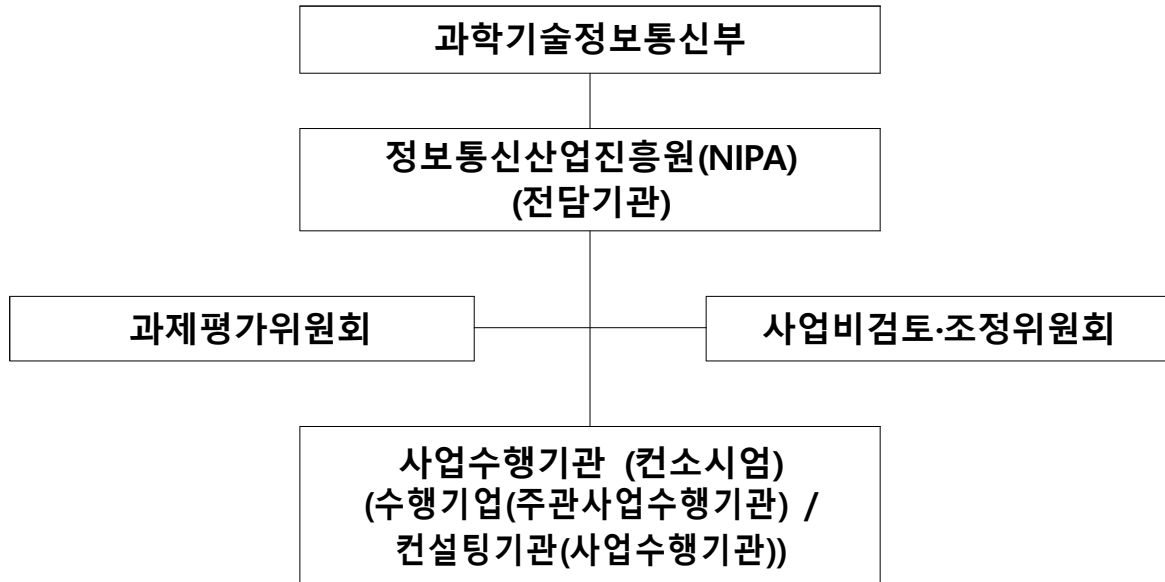 과학기술정보통신부
정보통신산업진흥원(NIPA)
(전담기관)
과제평가위원회
사업비검토·조정위원회
사업수행기관 (컨소시엄)
(수행기업(주관사업수행기관) /
컨설팅기관(사업수행기관))